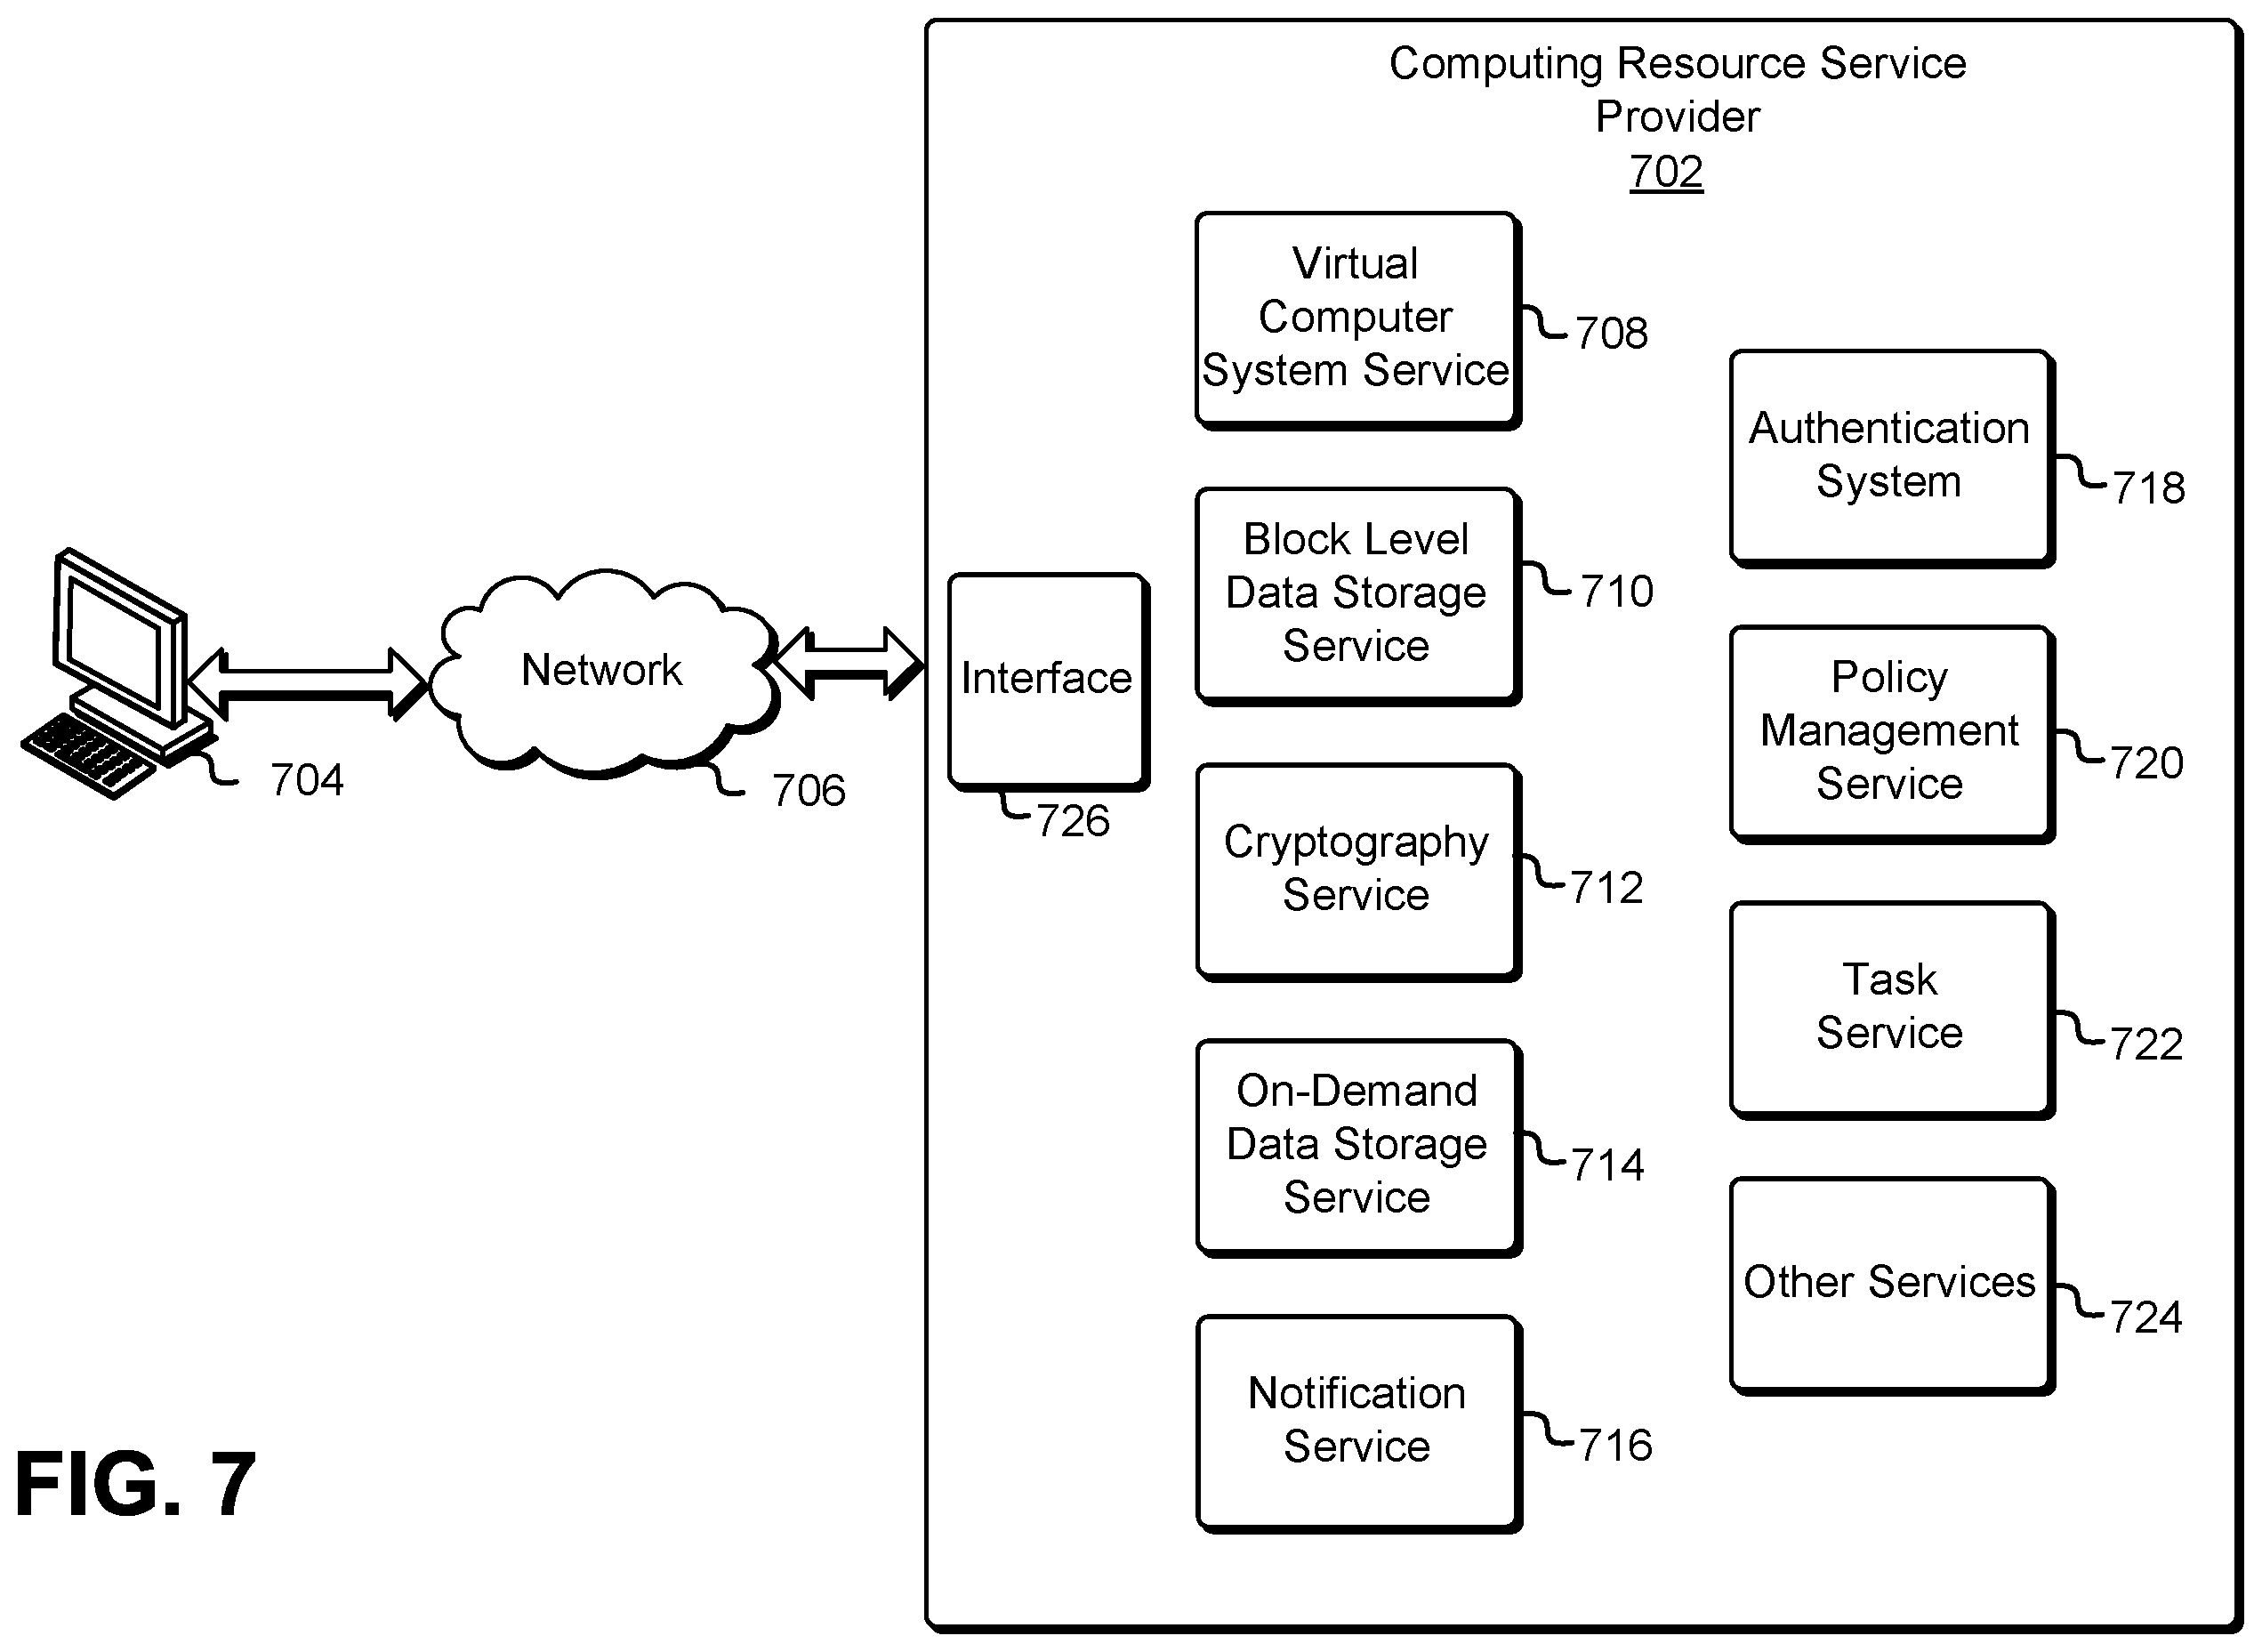 Computing Resource Service
Provider
702
Virtual
Computer
System Service
708
Authentication
System
718
Block Level
Data Storage
Service
710
Network
706
704
Interface
726
Policy
Management
Service
720
Cryptography
Service
712
Task
Service
722
On-Demand
Data Storage
Service
714
Other Services
724
Notification
Service
716
FIG. 7